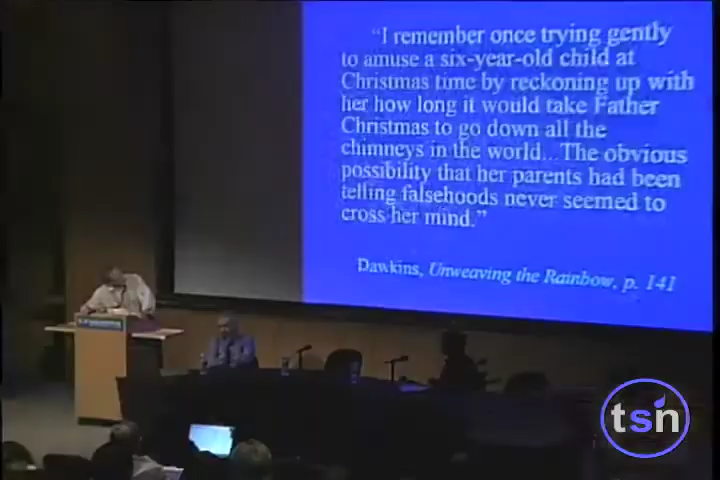 "I remember once trying gently
to amuse a six-year-old child at
Christmas time by reckoning up with
her how long it would take Father
Christmas to go down all the
chimneys in the world...The obvious
possibility that her parents had been
telling falsehoods never seemed to
cross her mind."
Dawkins, Unweaving the Rainbow, p. 141
tsn